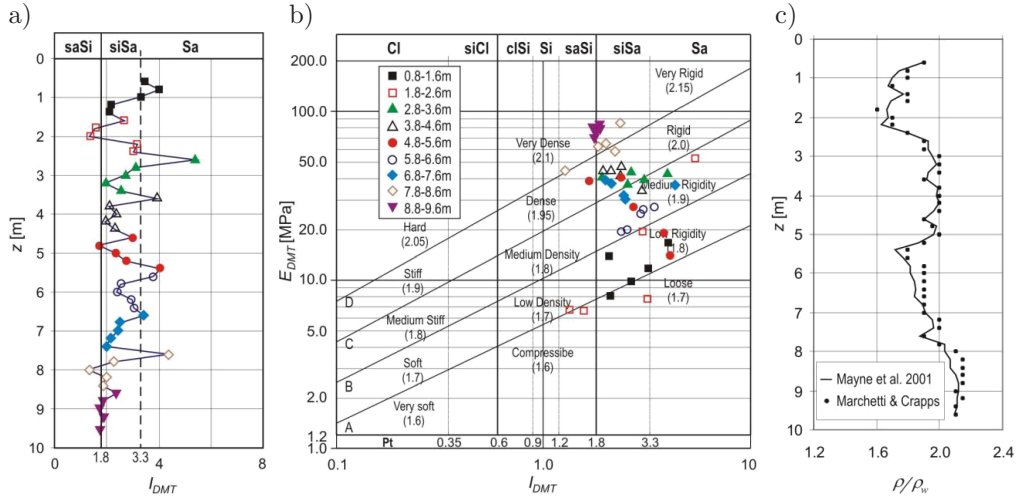 a)
saSi siSa Sa
0
1
2
3
4
5
6
7
8
9
10
z [m]
0 1.8 3.3 4 8
I_DMT
b)
Cl siCl clSi Si saSi siSa Sa
200.0
100.0
50.0
20.0
10.0
5.0
2.0
1.2
E_DMT [MPa]
0.8-1.6m
1.8-2.6m
2.8-3.6m
3.8-4.6m
4.8-5.6m
5.8-6.6m
6.8-7.6m
7.8-8.6m
8.8-9.6m
Very Rigid
(2.15)
Rigid
(2.0)
Very Dense
(2.1)
Medium Rigidity
(1.9)
Dense
(1.95)
Hard
(2.05)
Low Rigidity
(1.8)
Medium Density
(1.8)
Stiff
(1.9)
Loose
(1.7)
Low Density
(1.7)
Medium Stiff
(1.8)
Compressibe
(1.6)
Soft
(1.7)
Very soft
(1.6)
D
C
B
A
Pt 0.35 0.6 0.9 1.2 1.8 3.3
1.2
0.1 1.0 10
I_DMT
c)
0
1
2
3
4
5
6
7
8
9
10
z [m]
Mayne et al. 2001
Marchetti & Crapps
1.2 1.6 2.0 2.4
ρ/ρ_w